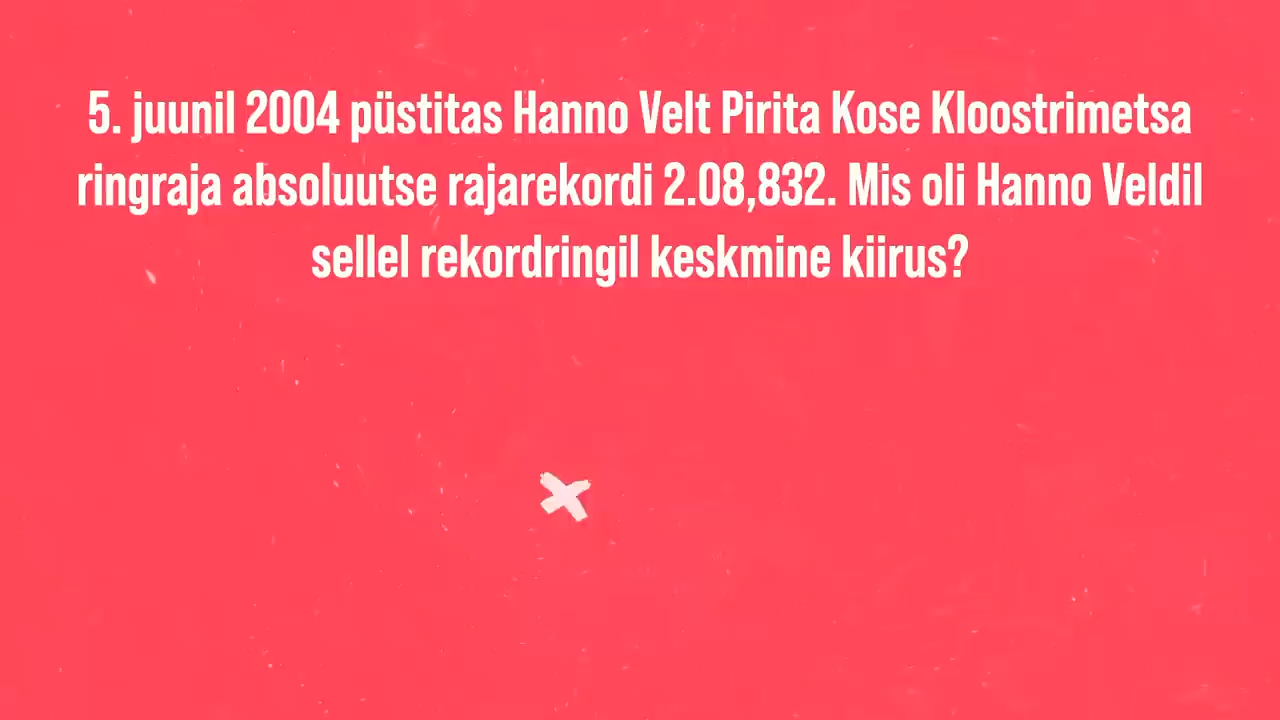 5. juunil 2004 püstitas Hanno Velt Pirita Kose Kloostrimetsa
ringraja absoluutse rajarekordi 2.08,832. Mis oli Hanno Veldil
sellel rekordringil keskmine kiirus?